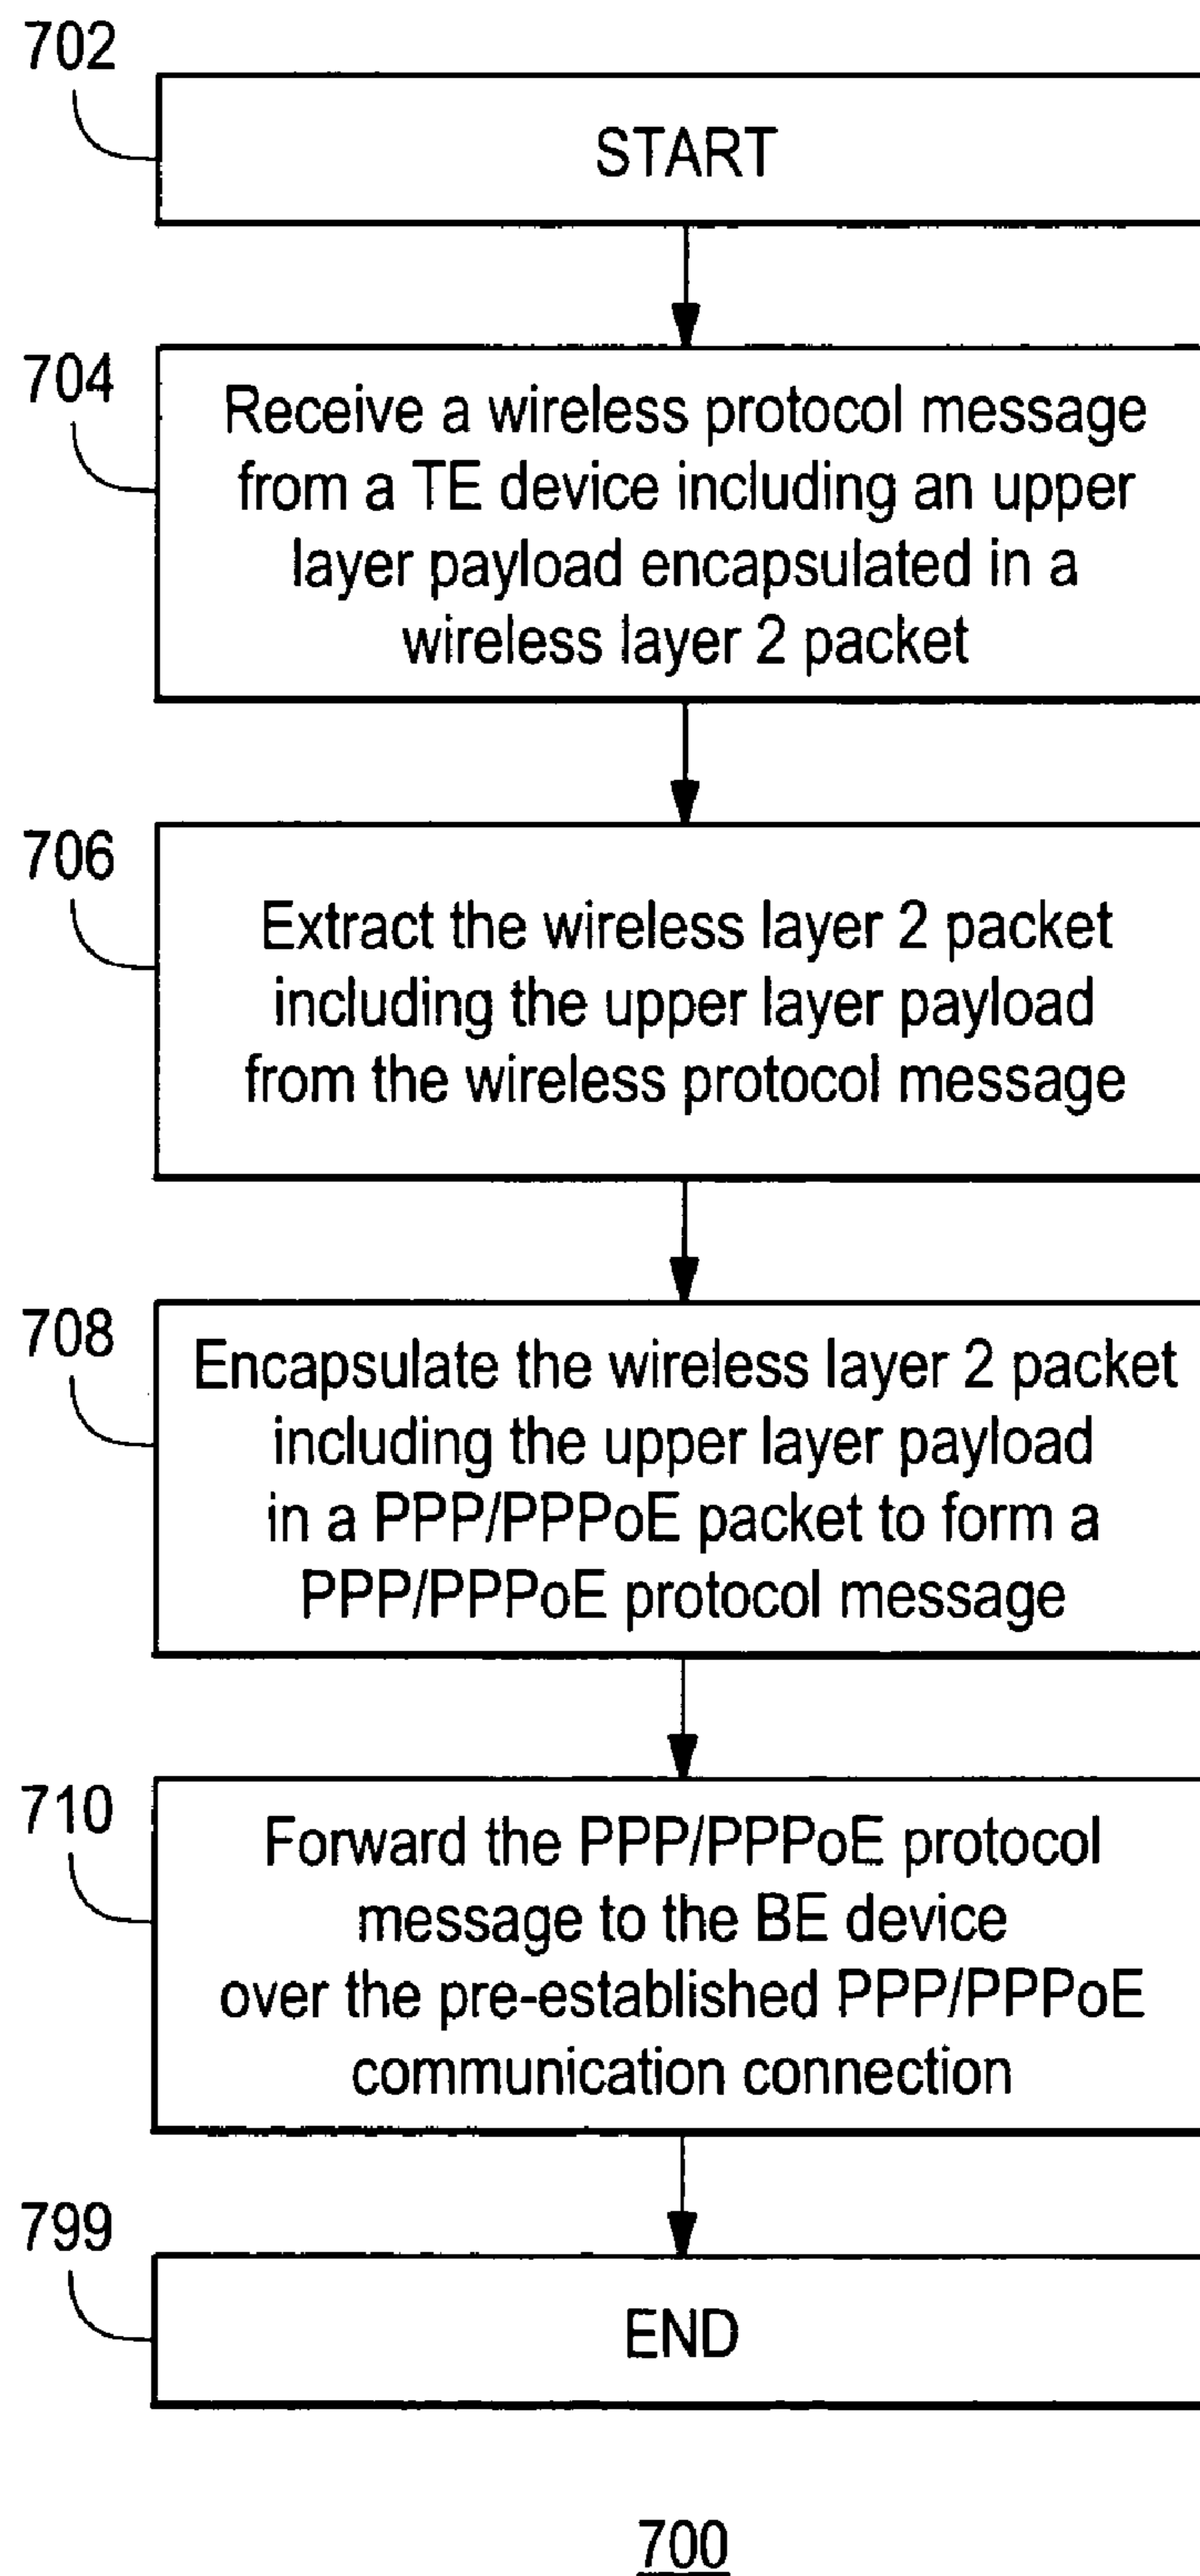 702
START
704
Receive a wireless protocol message
from a TE device including an upper
layer payload encapsulated in a
wireless layer 2 packet
706
Extract the wireless layer 2 packet
including the upper layer payload
from the wireless protocol message
708
Encapsulate the wireless layer 2 packet
including the upper layer payload
in a PPP/PPPoE packet to form a
PPP/PPPoE protocol message
710
Forward the PPP/PPPoE protocol
message to the BE device
over the pre-established PPP/PPPoE
communication connection
799
END
700